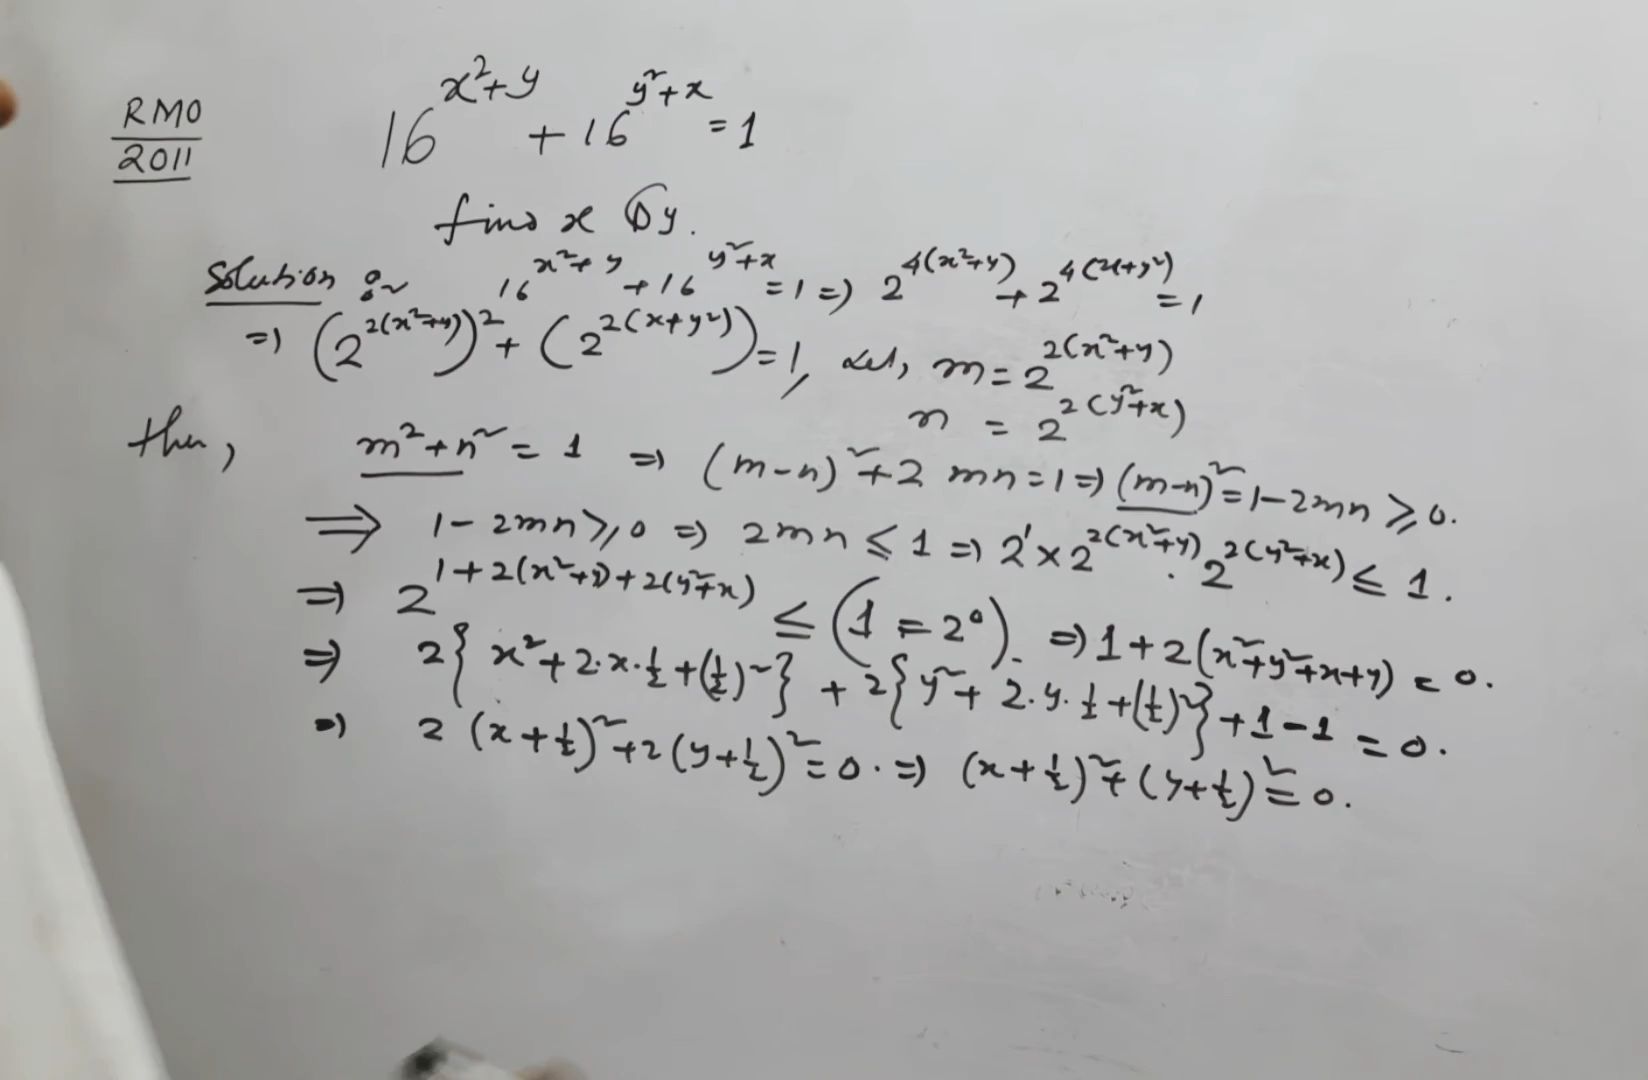 RMO
2011
16^{x²+y} + 16^{y²+x} = 1
find x & y.
Solution :~ 16^{x²+y} + 16^{y²+x} = 1 => 2^{4(x²+y)} + 2^{4(x+y²)} = 1
=> (2^{2(x²+y)})² + (2^{2(x+y²)}) = 1, Let, m = 2^{2(x²+y)}
n = 2^{2(y²+x)}
then, m² + n² = 1 => (m-n)² + 2mn = 1 => (m-n)² = 1-2mn ≥ 0.
=> 1-2mn ≥ 0 => 2mn ≤ 1 => 2¹ × 2^{2(x²+y)} . 2^{2(y²+x)} ≤ 1.
=> 2^{1+2(x²+y)+2(y²+x)} ≤ (1 = 2⁰). => 1+2(x²+y²+x+y) = 0.
=> 2{x²+2·x·½+(½)²} + 2{y²+2·y·½+(½)²}+1-1 = 0.
=> 2(x+½)²+2(y+½)² = 0. => (x+½)²+(y+½)² = 0.